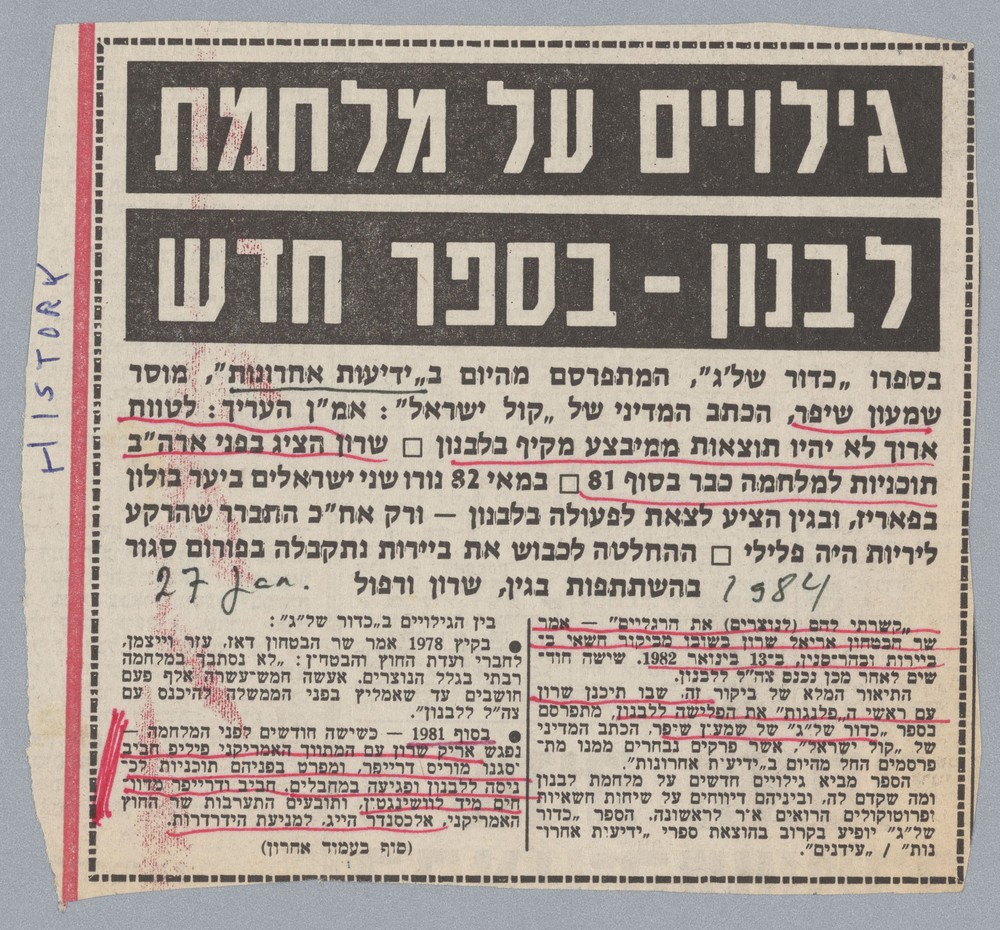 גילויים על מלחמת
לבנון - בספר חדש
בספרו „כדור של״ג״, המתפרסם מהיום ב„ידיעות אחרונות״, מוסר
שמעון שיפר, הכתב המדיני של „קול ישראל״: אמ״ן העריך: לטווח
ארוך לא יהיו תוצאות ממיבצע מקיף בלבנון □ שרון הציג בפני ארה״ב
תוכניות למלחמה כבר בסוף 81 □ במאי 82 נורו שני ישראלים ביער בולון
בפאריז, ובגין הציע לצאת לפעולה בלבנון — ורק אח״כ התברר שהרקע
ליריות היה פלילי □ ההחלטה לכבוש את ביירות נתקבלה בפורום סגור
בהשתתפות בגין, שרון ורפול
27 Jan. 1984
HISTORY
„קשרתי להם (לנוצרים) את הרגליים״ — אמר
שר הבטחון אריאל שרון בשובו מביקור חשאי ב־
ביירות ובהר־סנין, ב־13 בינואר 1982. שישה חוד־
שים לאחר מכן נכנס צה״ל ללבנון.
התיאור המלא של ביקור זה, שבו תיכנן שרון
עם ראשי ה„פלנגות״ את הפלישה ללבנון, מתפרסם
בספר „כדור של״ג״ של שמעון שיפר, הכתב המדיני
של „קול ישראל״, אשר פרקים נבחרים ממנו מת־
פרסמים החל מהיום ב„ידיעות אחרונות״.
הספר מביא גילויים חדשים על מלחמת לבנון
ומה שקדם לה, וביניהם דיווחים על שיחות חשאיות
ופרוטוקולים הרואים אור לראשונה. הספר „כדור
של״ג״ יופיע בקרוב בהוצאת ספרי „ידיעות אחרו־
נות״ / „עידנים״.
בין הגילויים ב„כדור של״ג״:
● בקיץ 1978 אמר שר הבטחון דאז, עזר וייצמן,
לחברי ועדת החוץ והבטחון: „לא נסתבך במלחמה
רבתי בגלל הנוצרים. אעשה חמש־עשרה אלף פעם
חושבים עד שאמליץ בפני הממשלה להיכנס עם
צה״ל ללבנון״.
● בסוף 1981 — כשישה חודשים לפני המלחמה —
נפגש אריק שרון עם המתווך האמריקני פיליפ חביב
וסגנו מוריס דרייפר, ומפרט בפניהם תוכניות לכ־
ניסה ללבנון ופגיעה במחבלים. חביב ודרייפר מדוו־
חים מיד לוושינגטון, ותובעים התערבות שר החוץ
האמריקני, אלכסנדר הייג, למניעת הידרדרות.
(סוף בעמוד אחרון)